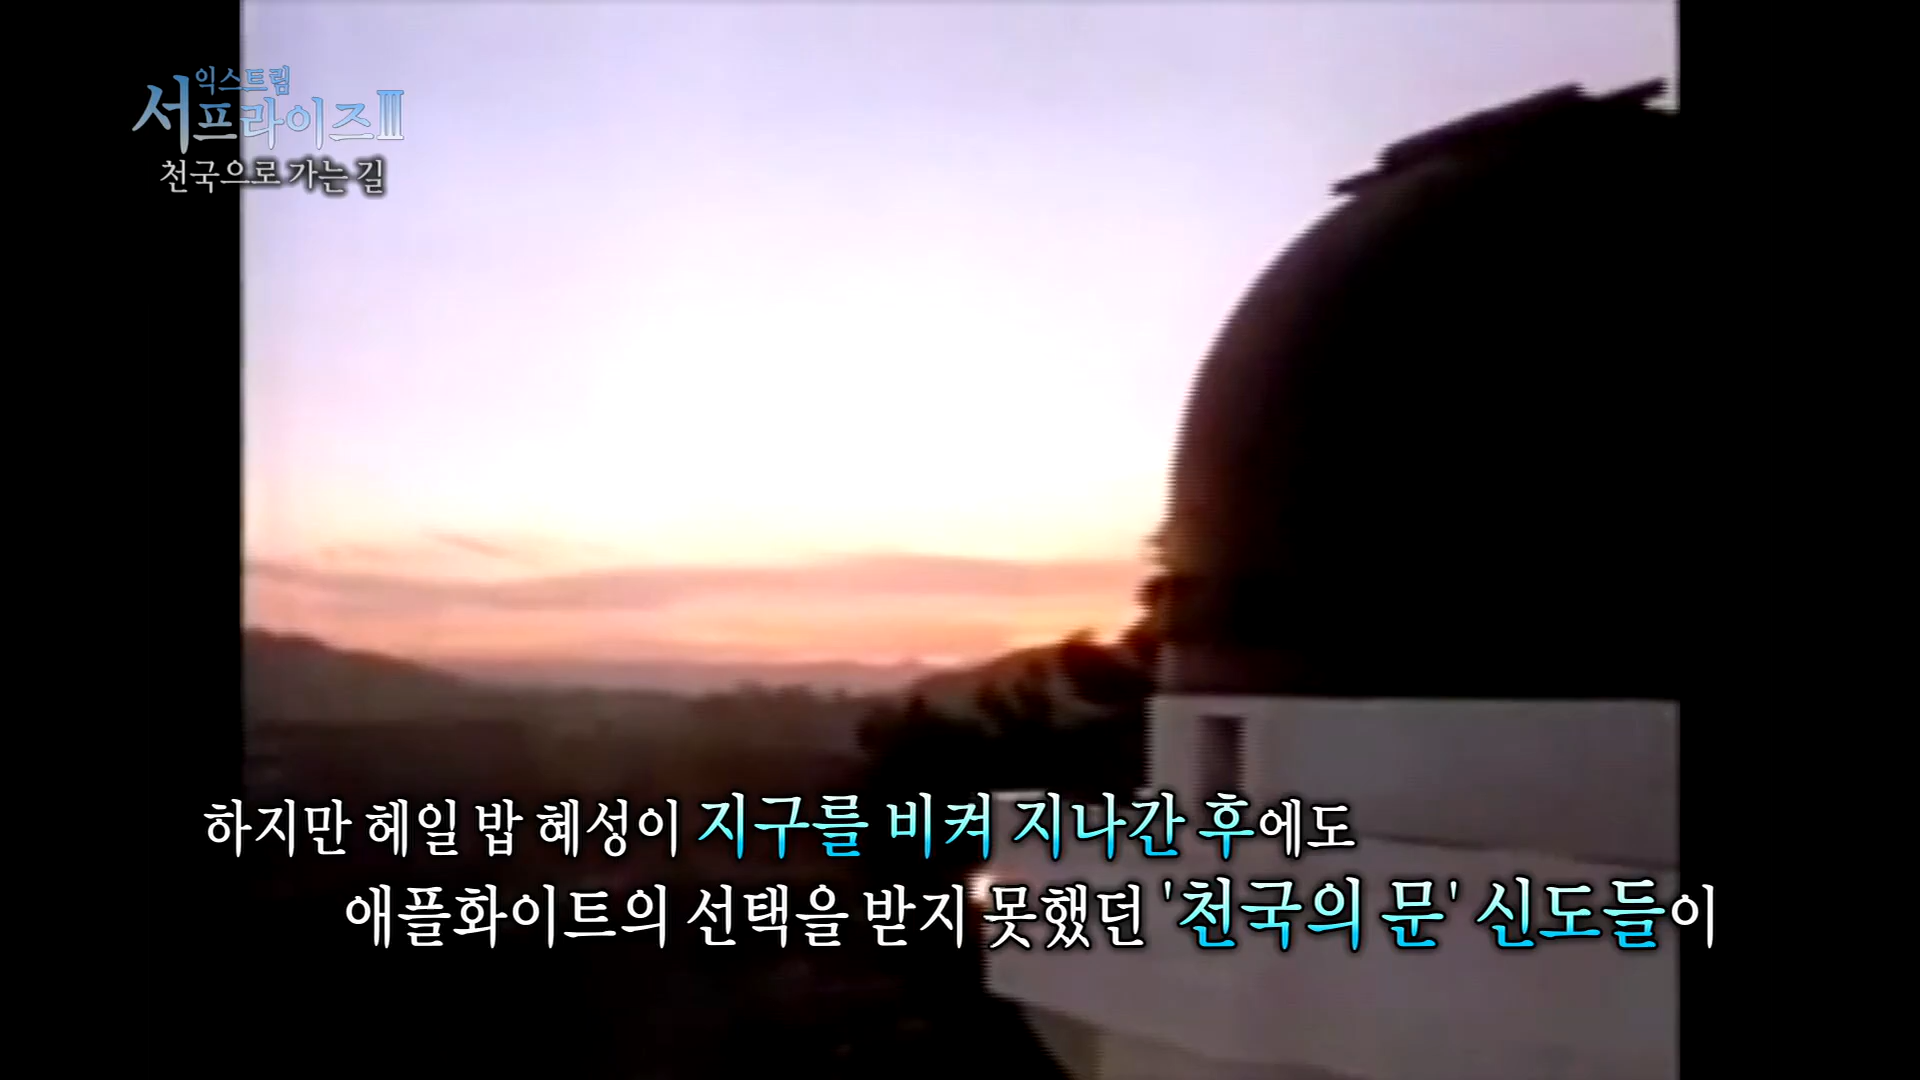 익스트림
서프라이즈Ⅲ
천국으로 가는 길
하지만 헤일 밥 혜성이 지구를 비켜 지나간 후에도
애플화이트의 선택을 받지 못했던 '천국의 문' 신도들이